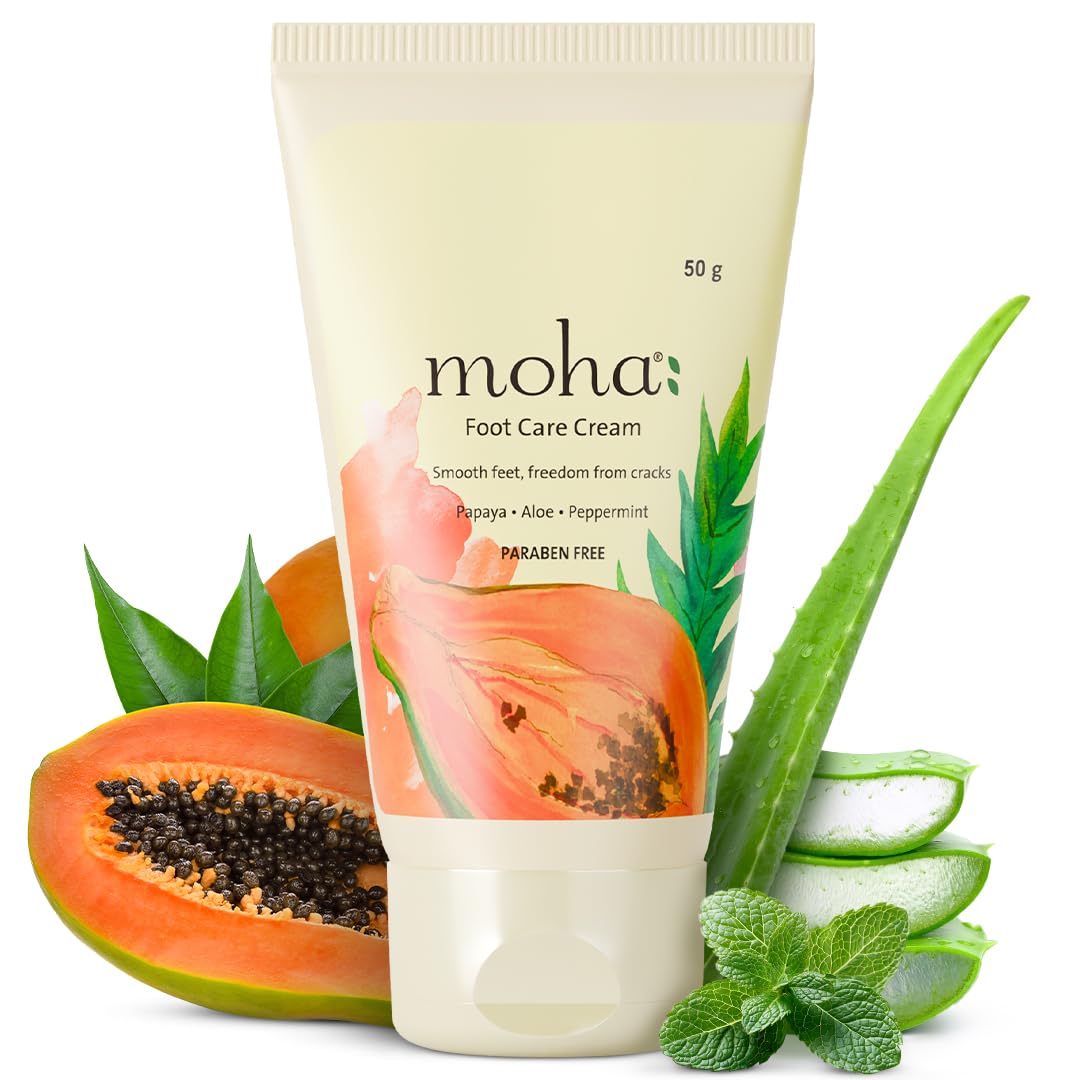 50 g
moha®
Foot Care Cream
Smooth feet, freedom from cracks
Papaya • Aloe • Peppermint
PARABEN FREE